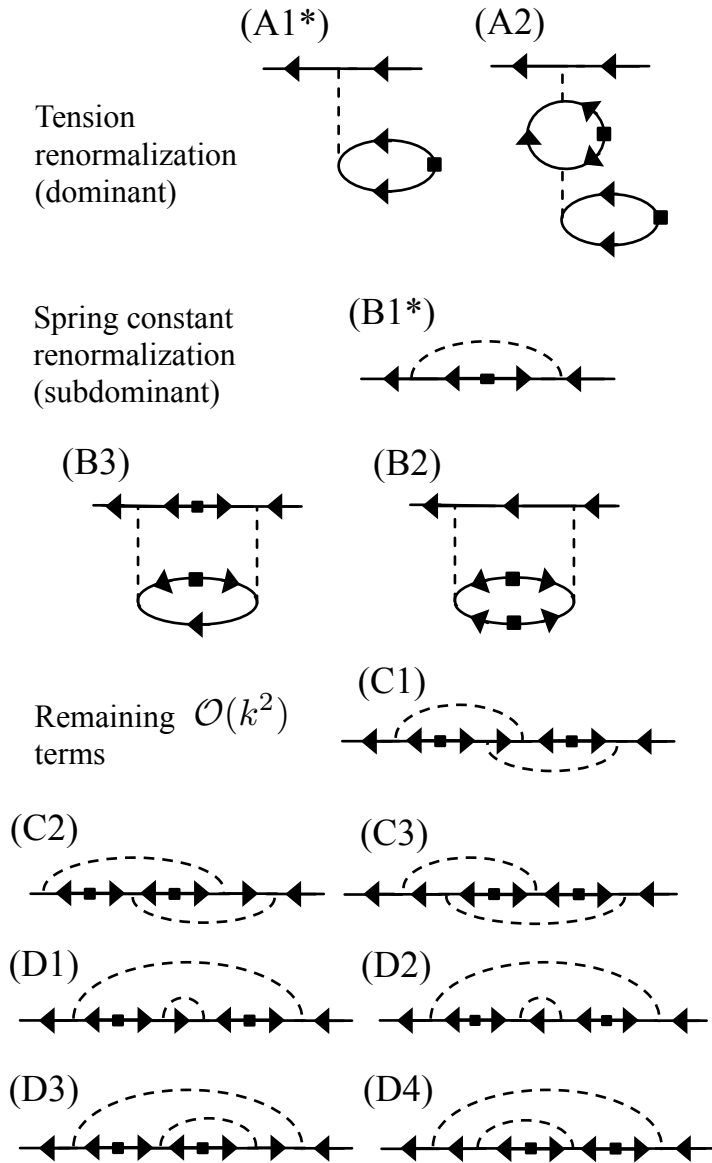 (A1*)
(A2)
Tension
renormalization
(dominant)
Spring constant
renormalization
(subdominant)
(B1*)
(B3)
(B2)
Remaining 𝒪(k²)
terms
(C1)
(C2)
(C3)
(D1)
(D2)
(D3)
(D4)